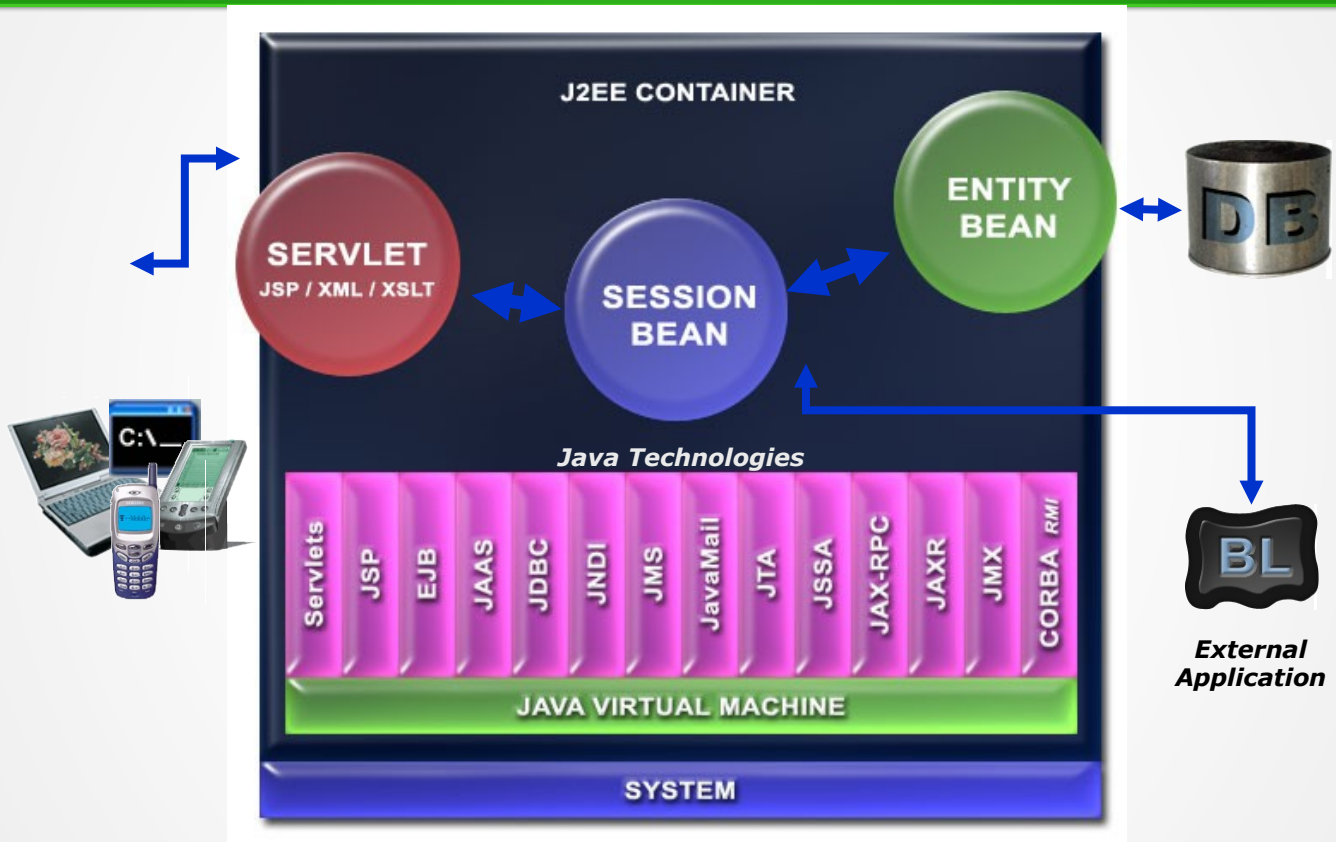 J2EE CONTAINER
ENTITY
BEAN
DB
SERVLET
JSP / XML / XSLT
SESSION
BEAN
C:\_
Java Technologies
Servlets
JSP
EJB
JAAS
JDBC
JNDI
JMS
JavaMail
JTA
JSSA
JAX-RPC
JAXR
JMX
CORBA RMI
BL
External
Application
JAVA VIRTUAL MACHINE
SYSTEM